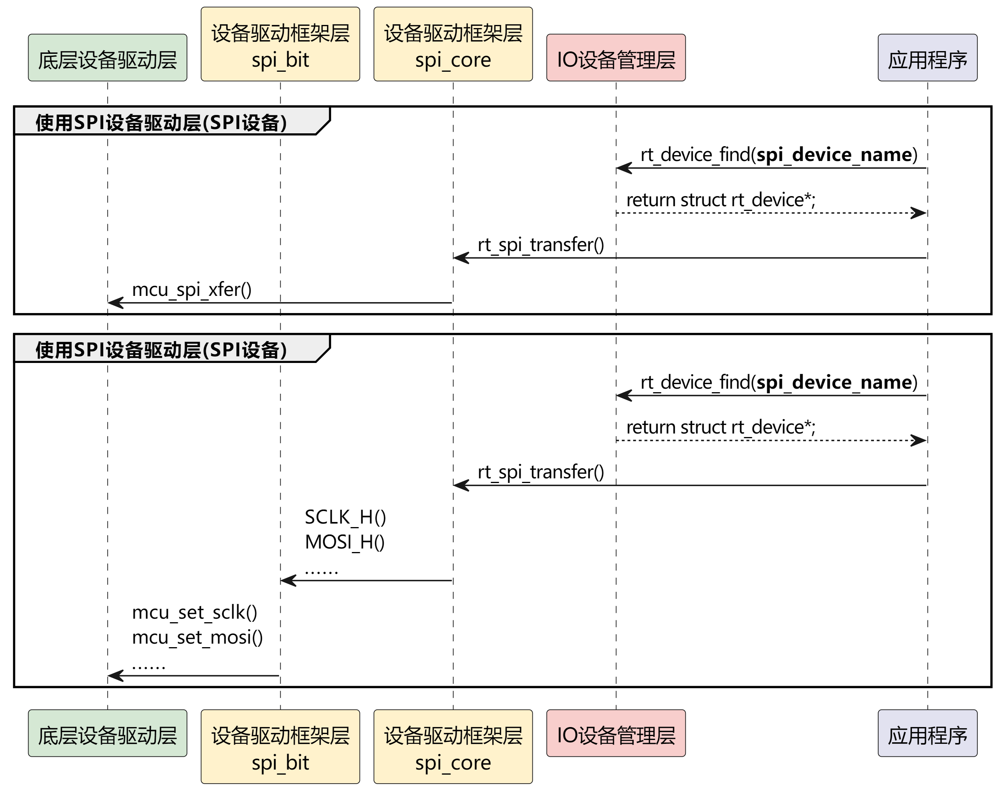 设备驱动框架层
spi_bit
设备驱动框架层
spi_core
底层设备驱动层
IO设备管理层
应用程序
使用SPI设备驱动层(SPI设备)
rt_device_find(spi_device_name)
return struct rt_device*;
rt_spi_transfer()
mcu_spi_xfer()
使用SPI设备驱动层(SPI设备)
rt_device_find(spi_device_name)
return struct rt_device*;
rt_spi_transfer()
SCLK_H()
MOSI_H()
......
mcu_set_sclk()
mcu_set_mosi()
......
底层设备驱动层
设备驱动框架层
spi_bit
设备驱动框架层
spi_core
IO设备管理层
应用程序